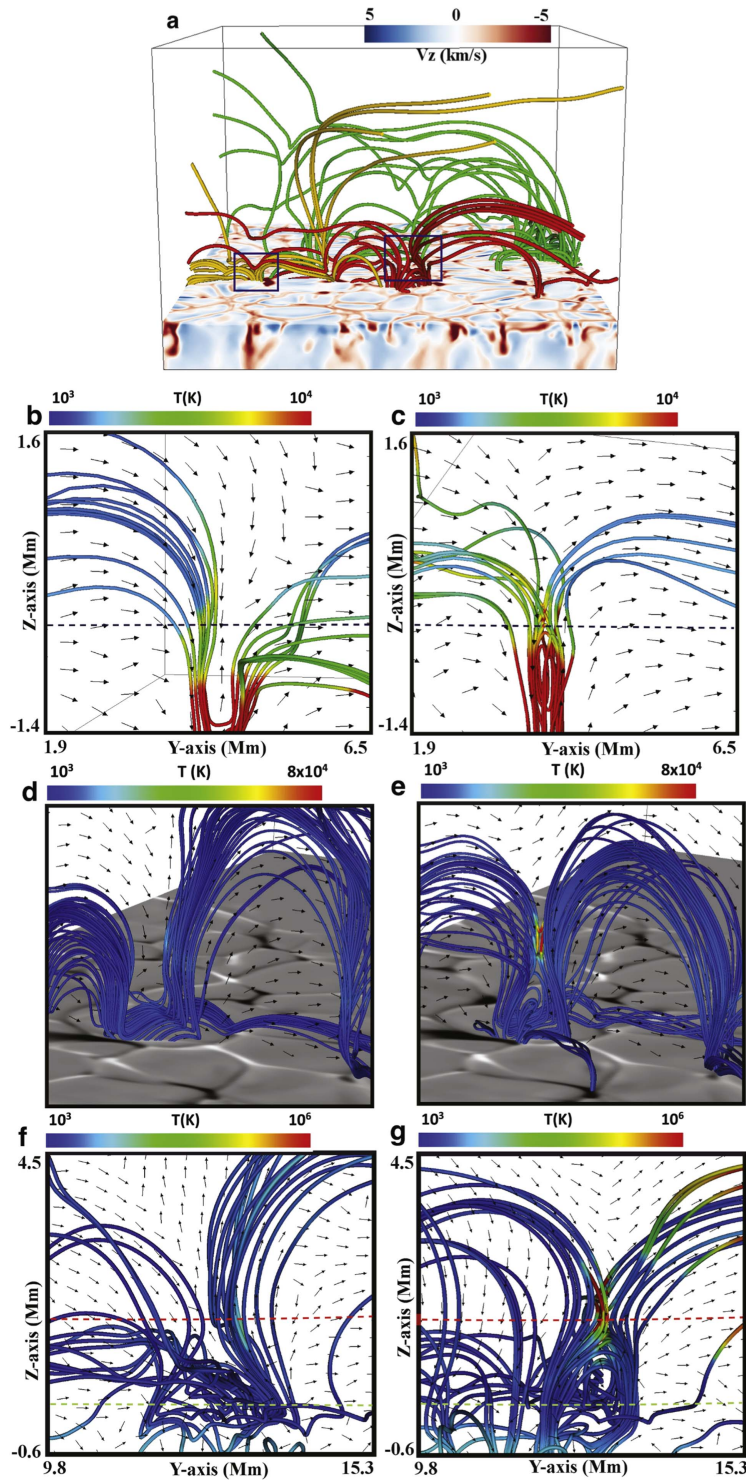 a
5 0 -5
Vz (km/s)
b
10³ T(K) 10⁴
c
10³ T(K) 10⁴
1.6
Z-axis (Mm)
-1.4
1.9 Y-axis (Mm) 6.5
1.6
Z-axis (Mm)
-1.4
1.9 Y-axis (Mm) 6.5
d
10³ T (K) 8x10⁴
e
10³ T (K) 8x10⁴
f
10³ T(K) 10⁶
g
10³ T(K) 10⁶
4.5
Z-axis (Mm)
-0.6
9.8 Y-axis (Mm) 15.3
4.5
Z-axis (Mm)
-0.6
9.8 Y-axis (Mm) 15.3